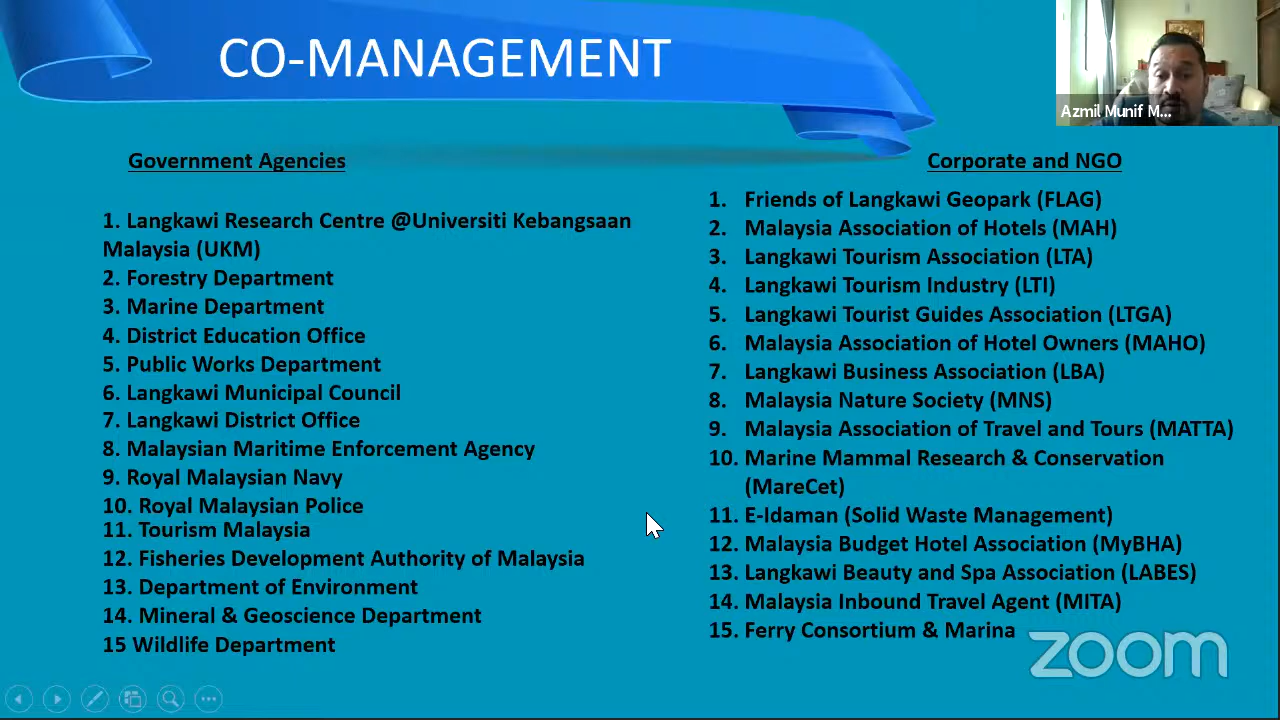 CO-MANAGEMENT
Azmil Munif M...
Government Agencies
1. Langkawi Research Centre @Universiti Kebangsaan
Malaysia (UKM)
2. Forestry Department
3. Marine Department
4. District Education Office
5. Public Works Department
6. Langkawi Municipal Council
7. Langkawi District Office
8. Malaysian Maritime Enforcement Agency
9. Royal Malaysian Navy
10. Royal Malaysian Police
11. Tourism Malaysia
12. Fisheries Development Authority of Malaysia
13. Department of Environment
14. Mineral & Geoscience Department
15 Wildlife Department
Corporate and NGO
1. Friends of Langkawi Geopark (FLAG)
2. Malaysia Association of Hotels (MAH)
3. Langkawi Tourism Association (LTA)
4. Langkawi Tourism Industry (LTI)
5. Langkawi Tourist Guides Association (LTGA)
6. Malaysia Association of Hotel Owners (MAHO)
7. Langkawi Business Association (LBA)
8. Malaysia Nature Society (MNS)
9. Malaysia Association of Travel and Tours (MATTA)
10. Marine Mammal Research & Conservation
(MareCet)
11. E-Idaman (Solid Waste Management)
12. Malaysia Budget Hotel Association (MyBHA)
13. Langkawi Beauty and Spa Association (LABES)
14. Malaysia Inbound Travel Agent (MITA)
15. Ferry Consortium & Marina
zoom